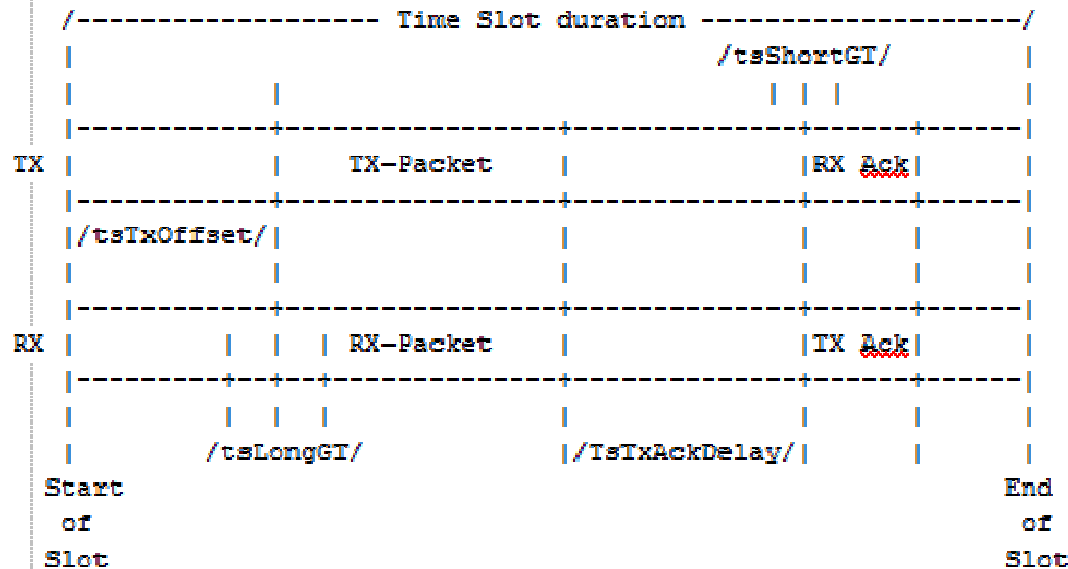 /------------------- Time Slot duration --------------------/
| /tsShortGT/ |
| | | | | |
|------------+-----------------+--------------+------+------|
TX | | TX-Packet | |RX Ack| |
|------------+-----------------+--------------+------+------|
|/tsTxOffset/| | | | |
| | | | | |
|------------+-----------------+--------------+------+------|
RX | | | | RX-Packet | |TX Ack| |
|---------+--+--+--------------+--------------+------+------|
| | | | | | | |
| /tsLongGT/ |/TsTxAckDelay/| | |
Start End
of of
Slot Slot